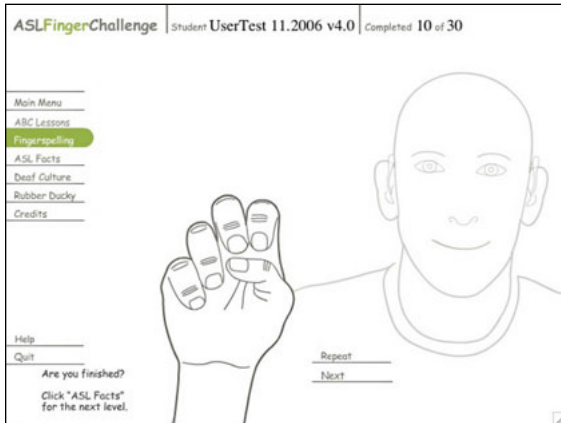 ASLFingerChallenge Student UserTest 11.2006 v4.0 Completed 10 of 30
Main Menu
ABC Lessons
Fingerspelling
ASL Facts
Deaf Culture
Rubber Ducky
Credits
Help
Quit
Are you finished?
Click "ASL Facts"
for the next level.
Repeat
Next